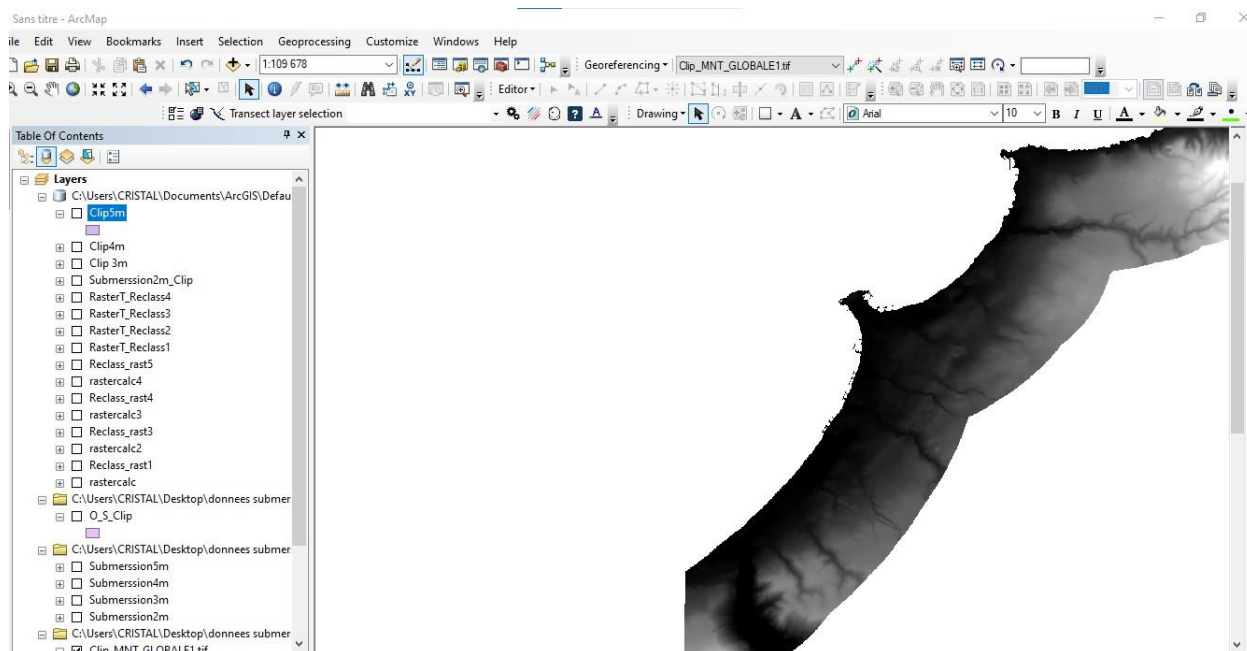 Sans titre - ArcMap
ile Edit View Bookmarks Insert Selection Geoprocessing Customize Windows Help
1:109 678 Georeferencing Clip_MNT_GLOBALE1.tif
Editor
Transect layer selection Drawing A Arial 10 B I U A
Table Of Contents
Layers
C:\Users\CRISTAL\Documents\ArcGIS\Defau
Clip5m
Clip4m
Clip 3m
Submerssion2m_Clip
RasterT_Reclass4
RasterT_Reclass3
RasterT_Reclass2
RasterT_Reclass1
Reclass_rast5
rastercalc4
Reclass_rast4
rastercalc3
Reclass_rast3
rastercalc2
Reclass_rast1
rastercalc
C:\Users\CRISTAL\Desktop\donnees submer
O_S_Clip
C:\Users\CRISTAL\Desktop\donnees submer
Submerssion5m
Submerssion4m
Submerssion3m
Submerssion2m
C:\Users\CRISTAL\Desktop\donnees submer
Clip_MNT_GLOBALE1.tif